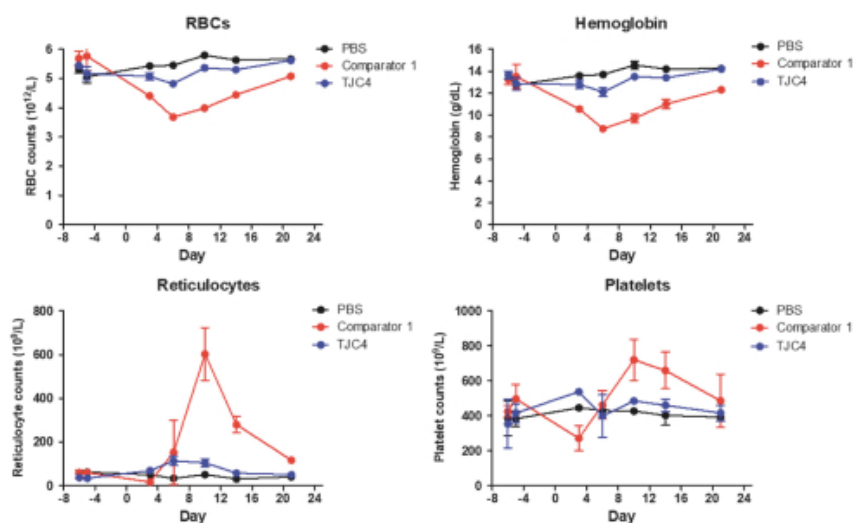 RBCs
PBS
Comparator 1
TJC4
RBC counts (10¹²/L)
6
5
4
3
2
1
0
-8 -4 0 4 8 12 16 20 24
Day
Hemoglobin
PBS
Comparator 1
TJC4
Hemoglobin (g/dL)
16
14
12
10
8
6
4
2
0
-8 -4 0 4 8 12 16 20 24
Day
Reticulocytes
PBS
Comparator 1
TJC4
Reticulocyte counts (10⁹/L)
800
600
400
200
0
-8 -4 0 4 8 12 16 20 24
Day
Platelets
PBS
Comparator 1
TJC4
Platelet counts (10⁹/L)
1000
800
600
400
200
0
-8 -4 0 4 8 12 16 20 24
Day